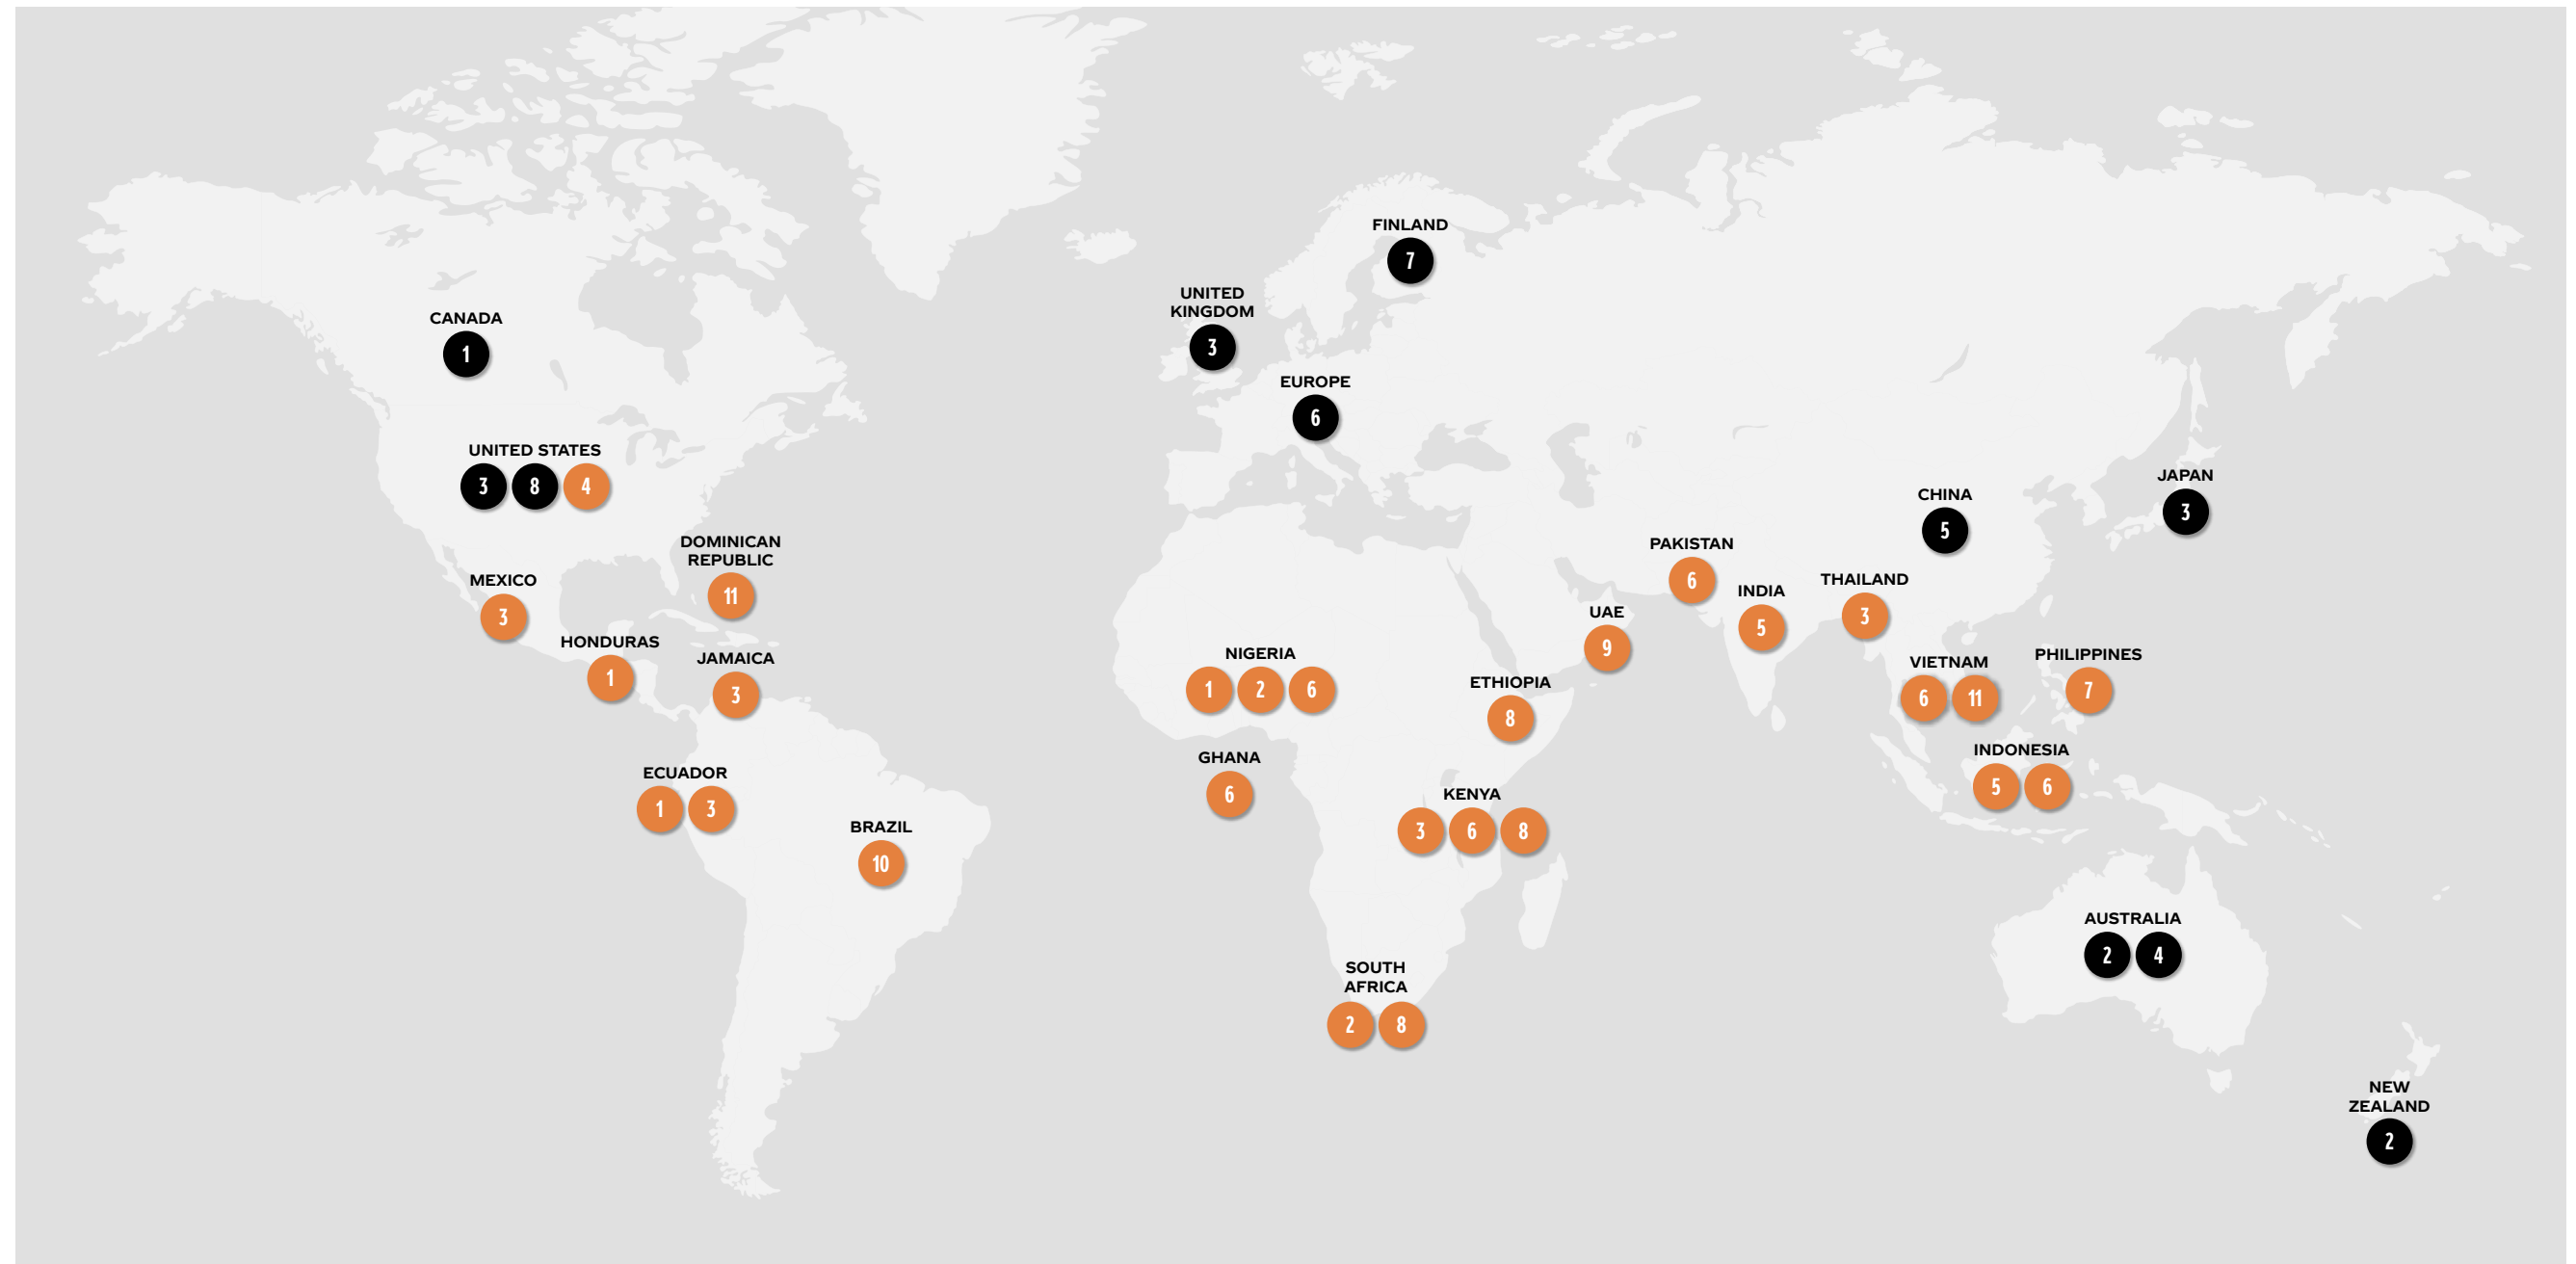 FINLAND
7
UNITED
KINGDOM
3
CANADA
1
EUROPE
6
UNITED STATES
3 8 4
JAPAN
3
CHINA
5
DOMINICAN
REPUBLIC
11
PAKISTAN
6
MEXICO
3
THAILAND
3
INDIA
5
UAE
9
HONDURAS
1
JAMAICA
3
NIGERIA
1 2 6
ETHIOPIA
8
VIETNAM
6 11
PHILIPPINES
7
INDONESIA
5 6
GHANA
6
ECUADOR
1 3
KENYA
3 6 8
BRAZIL
10
AUSTRALIA
2 4
SOUTH
AFRICA
2 8
NEW
ZEALAND
2